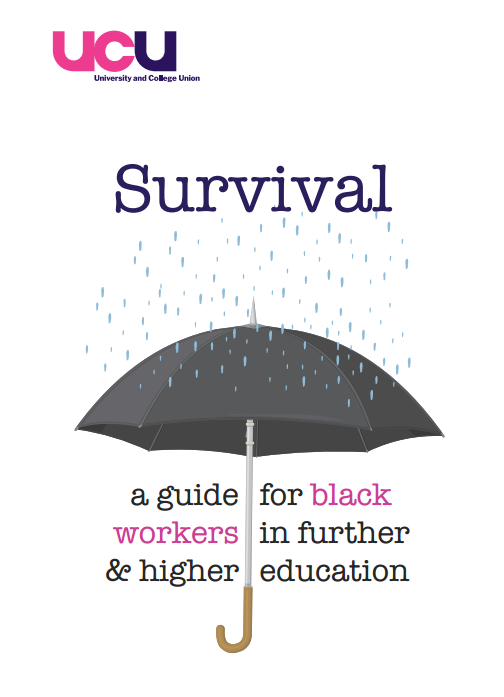 ucu
University and College Union
Survival
a guide for black
workers in further
& higher education